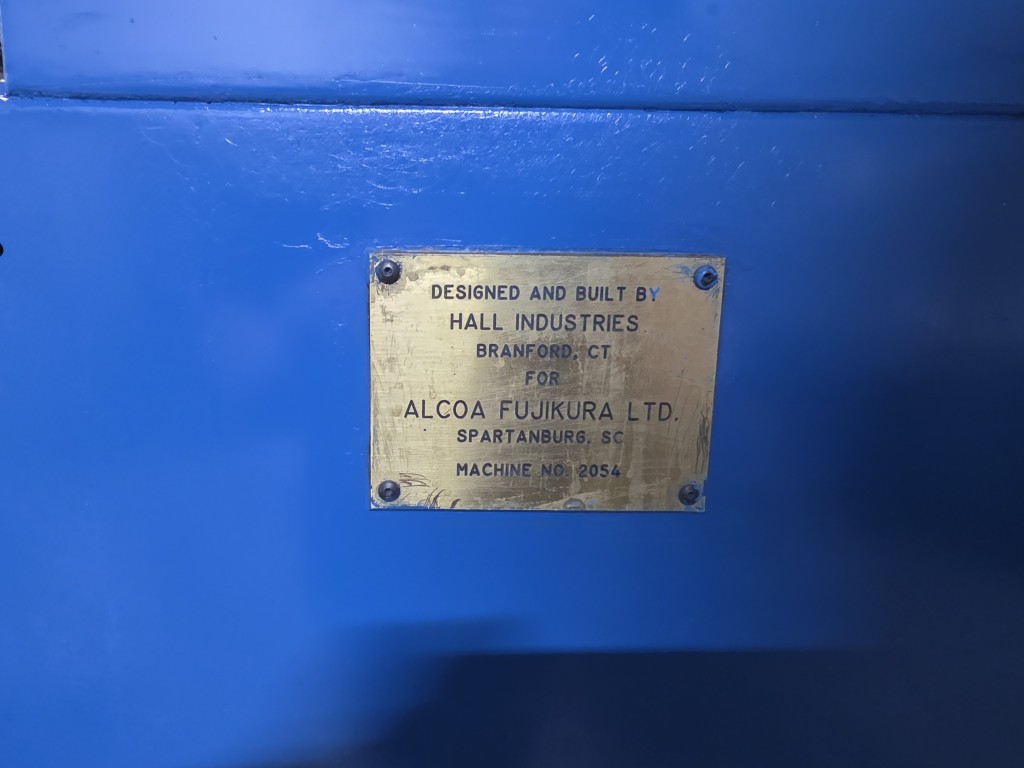 DESIGNED AND BUILT BY
HALL INDUSTRIES
BRANFORD, CT
FOR
ALCOA FUJIKURA LTD.
SPARTANBURG, SC
MACHINE NO. 2054